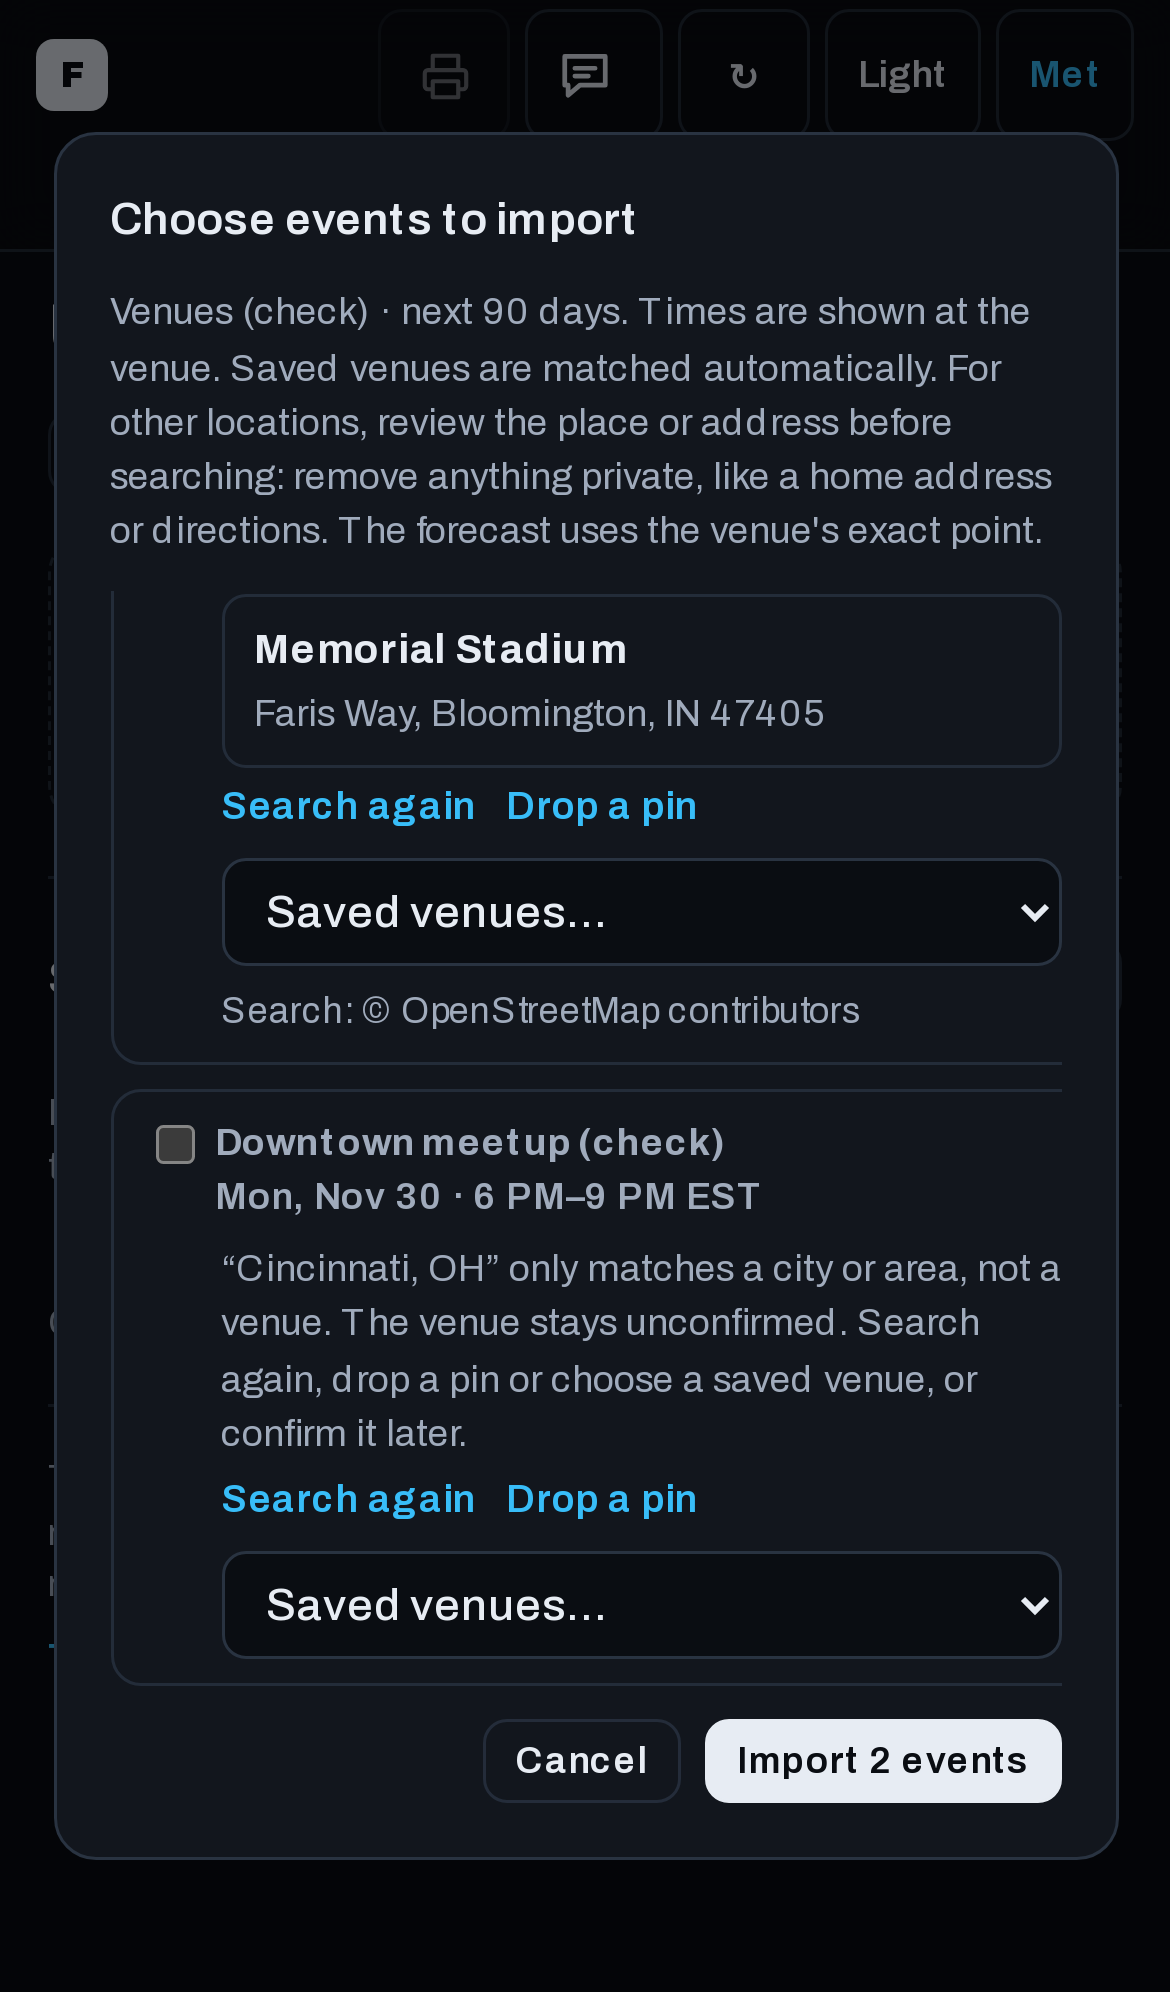 F
↻
Light
Met
Choose events to import
Venues (check) · next 90 days. Times are shown at the
venue. Saved venues are matched automatically. For
other locations, review the place or address before
searching: remove anything private, like a home address
or directions. The forecast uses the venue's exact point.
Memorial Stadium
Faris Way, Bloomington, IN 47405
Search again Drop a pin
Saved venues…
Search: © OpenStreetMap contributors
Downtown meetup (check)
Mon, Nov 30 · 6 PM–9 PM EST
“Cincinnati, OH” only matches a city or area, not a
venue. The venue stays unconfirmed. Search
again, drop a pin or choose a saved venue, or
confirm it later.
Search again Drop a pin
Saved venues…
Cancel
Import 2 events